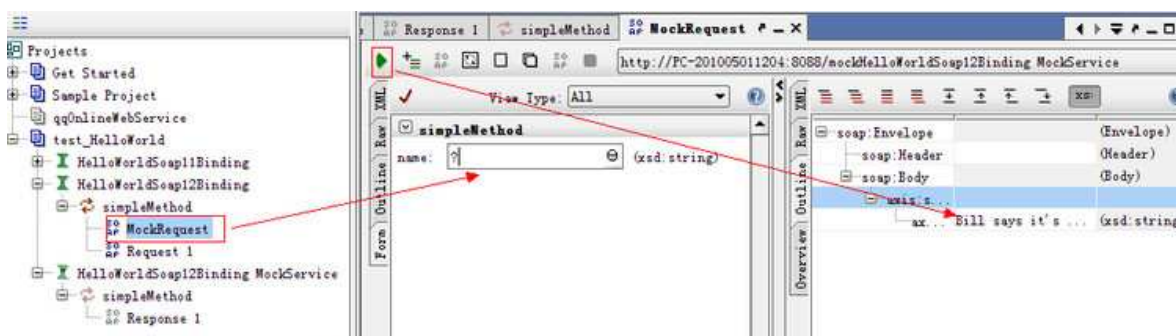 Projects
Get Started
Sample Project
qqOnlineWebService
test_HelloWorld
HelloWorldSoap11Binding
HelloWorldSoap12Binding
simpleMethod
MockRequest
Request 1
HelloWorldSoap12Binding MockService
simpleMethod
Response 1
Response 1
simpleMethod
MockRequest
http://PC-201005011204:8088/mockHelloWorldSoap12Binding MockService
XML
Raw
Outline
Form
View Type: All
simpleMethod
name: ? (xsd:string)
XML
Raw
Outline
Overview
xs:
soap:Envelope (Envelope)
soap:Header (Header)
soap:Body (Body)
axis:s...
ax... Bill says it's ... (xsd:string